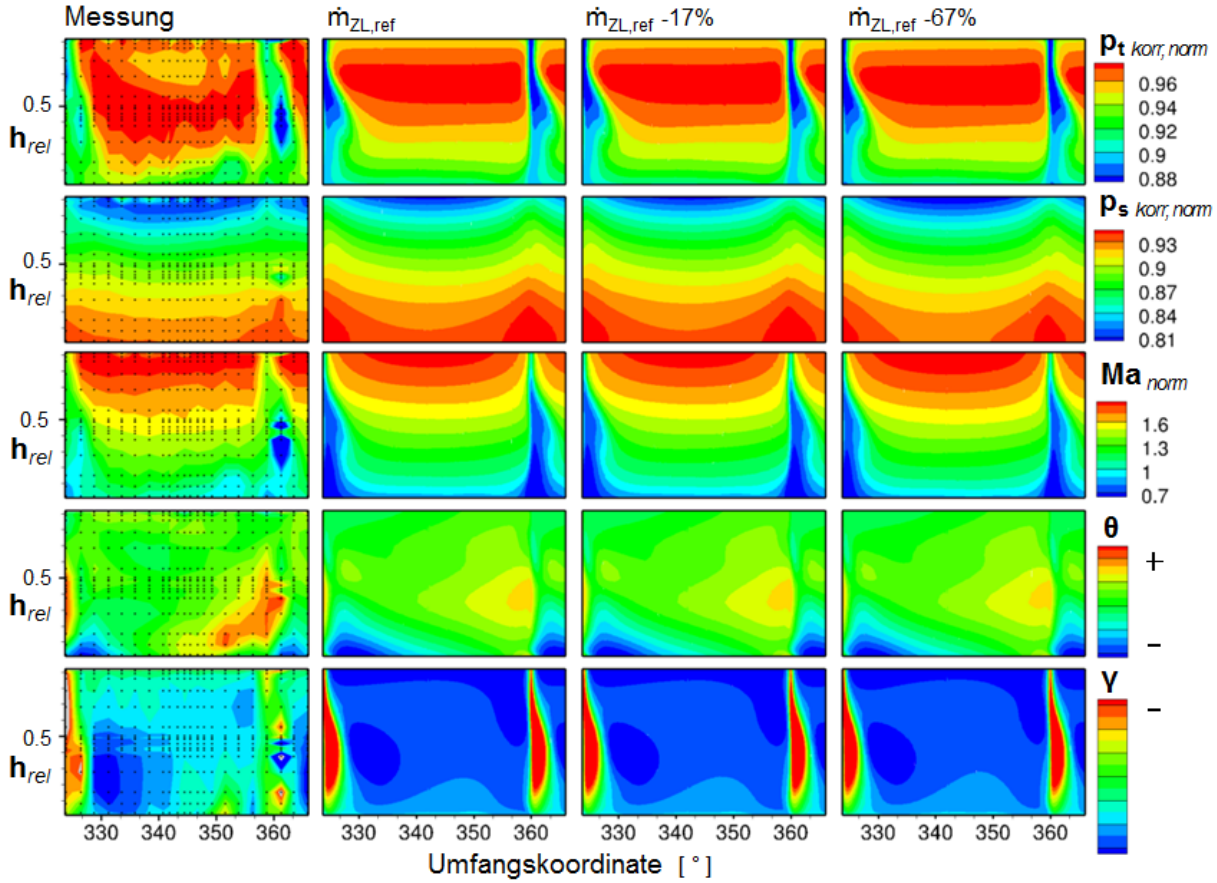 Messung ṁZL,ref ṁZL,ref -17% ṁZL,ref -67%
pt korr,norm
0.96
0.94
0.92
0.9
0.88
0.5
hrel
ps korr,norm
0.93
0.9
0.87
0.84
0.81
0.5
hrel
Ma norm
1.6
1.3
1
0.7
0.5
hrel
θ
+
−
0.5
hrel
γ
−
0.5
hrel
330 340 350 360 330 340 350 360 330 340 350 360 330 340 350 360
Umfangskoordinate [ ° ]